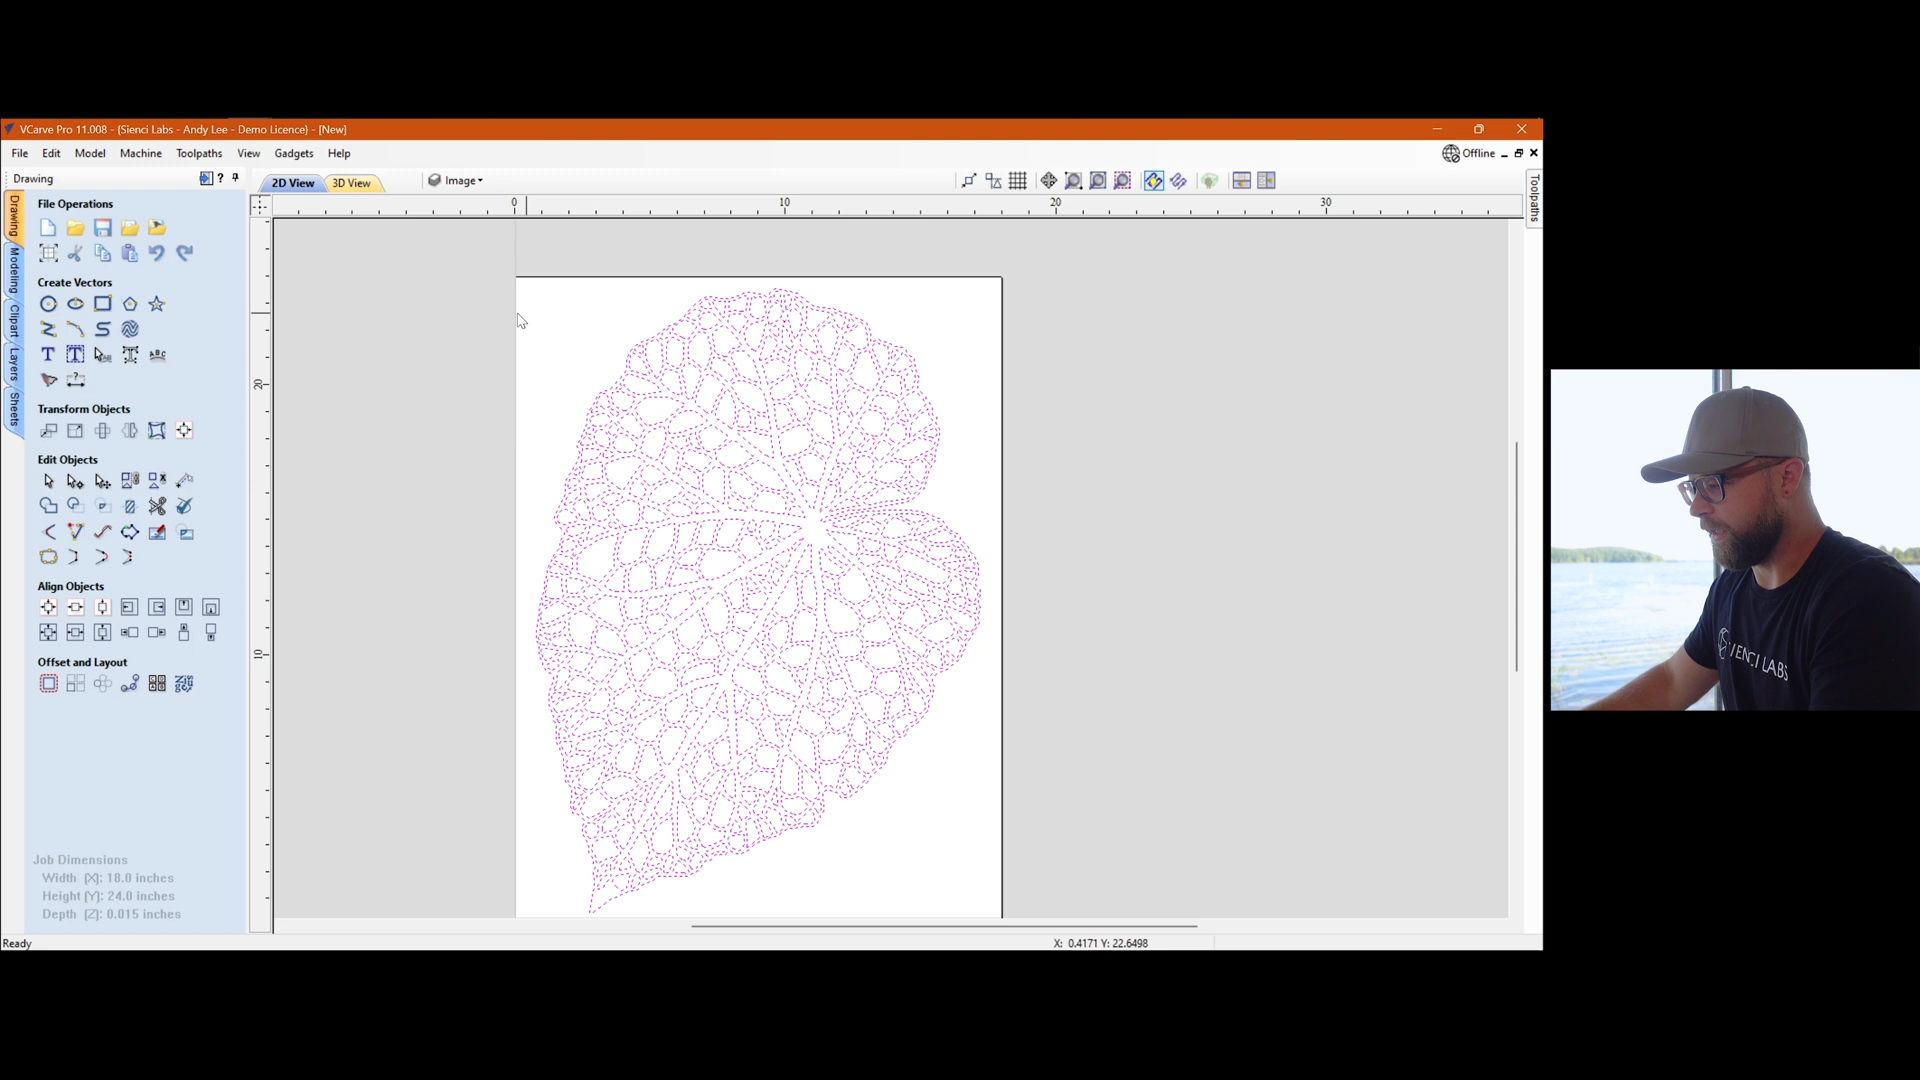 VCarve Pro 11.008 - {Sienci Labs - Andy Lee - Demo Licence} - [New]
File Edit Model Machine Toolpaths View Gadgets Help
Offline
Drawing
2D View 3D View
Image
Toolpaths
Drawing
Modeling
Clipart
Layers
Sheets
File Operations
Create Vectors
Transform Objects
Edit Objects
Align Objects
Offset and Layout
0 10 20 30
20
10
Job Dimensions
Width (X): 18.0 inches
Height (Y): 24.0 inches
Depth (Z): 0.015 inches
Ready
X: 0.4171 Y: 22.6498
SIENCI LABS